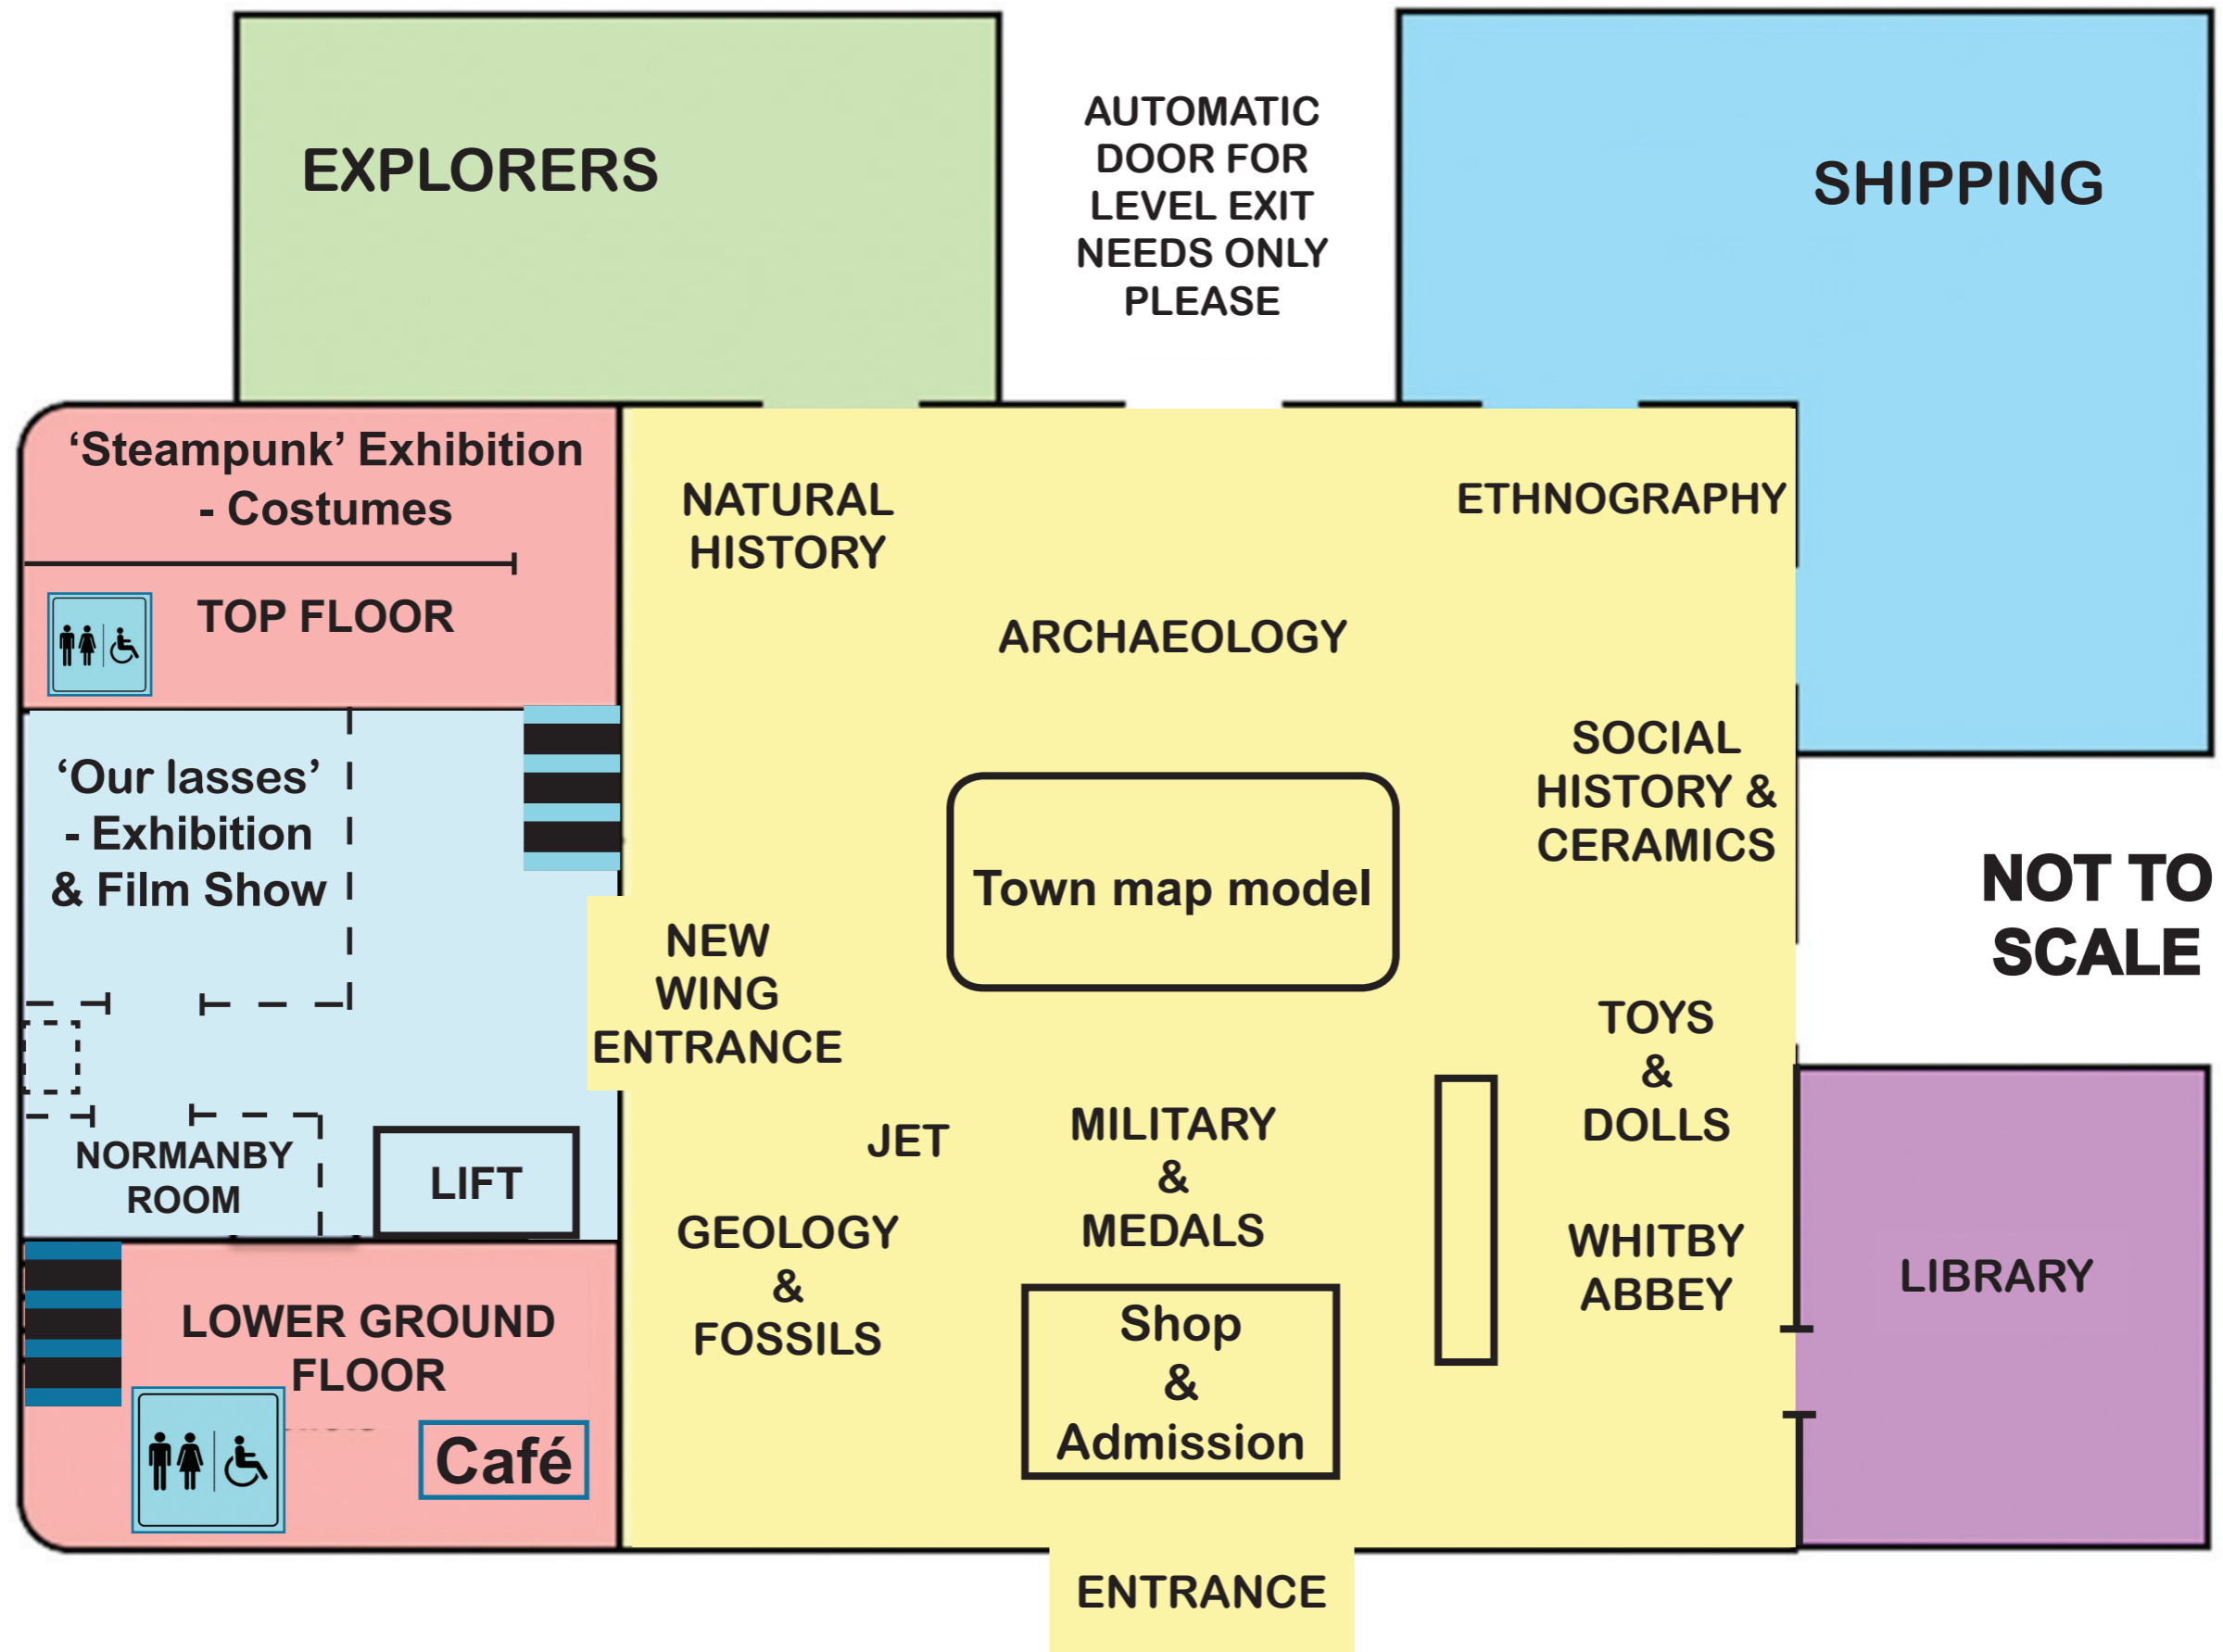 EXPLORERS
AUTOMATIC
DOOR FOR
LEVEL EXIT
NEEDS ONLY
PLEASE
SHIPPING
‘Steampunk’ Exhibition
- Costumes
TOP FLOOR
NATURAL
HISTORY
ETHNOGRAPHY
ARCHAEOLOGY
‘Our lasses’
- Exhibition
& Film Show
SOCIAL
HISTORY &
CERAMICS
Town map model
NOT TO
SCALE
NEW
WING
ENTRANCE
TOYS
&
DOLLS
NORMANBY
ROOM
LIFT
JET
MILITARY
&
MEDALS
GEOLOGY
&
FOSSILS
WHITBY
ABBEY
LIBRARY
LOWER GROUND
FLOOR
Café
Shop
&
Admission
ENTRANCE